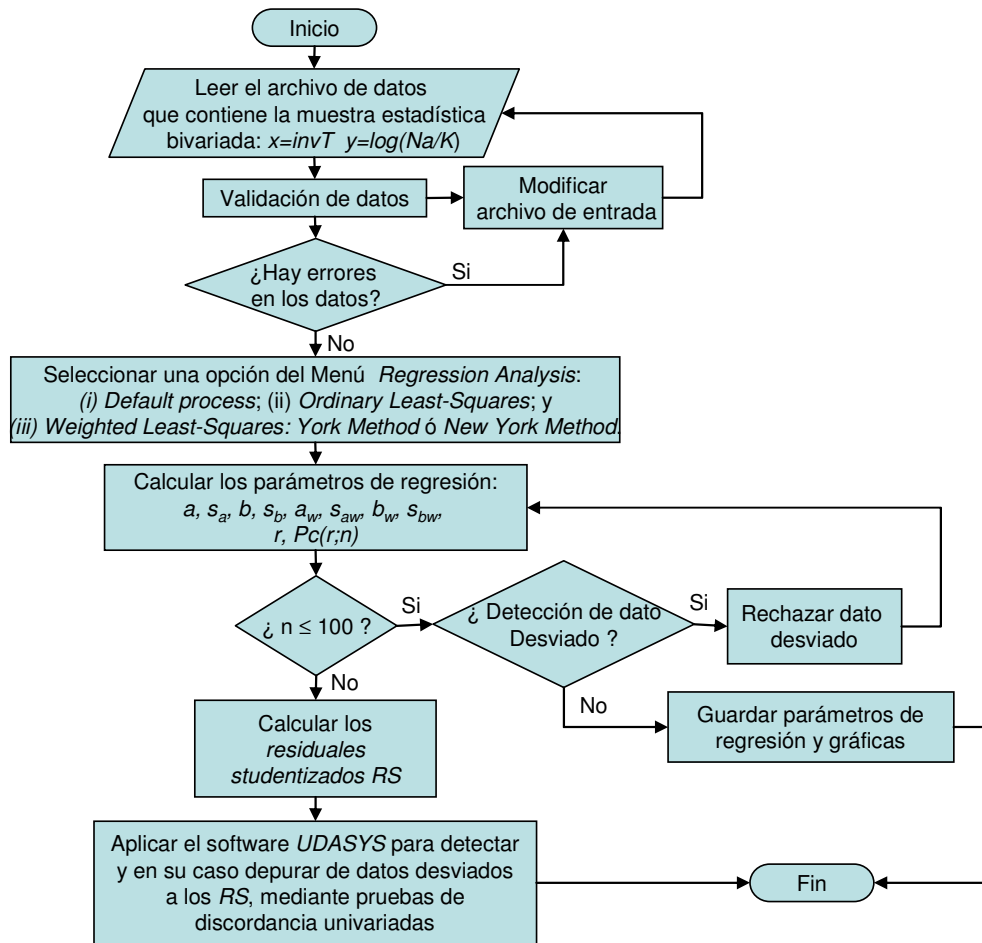 Inicio
Leer el archivo de datos
que contiene la muestra estadística
bivariada: x=invT y=log(Na/K)
Validación de datos
Modificar
archivo de entrada
¿Hay errores
en los datos?
Si
No
Seleccionar una opción del Menú Regression Analysis:
(i) Default process; (ii) Ordinary Least-Squares; y
(iii) Weighted Least-Squares: York Method ó New York Method.
Calcular los parámetros de regresión:
a, sa, b, sb, aw, saw, bw, sbw,
r, Pc(r;n)
¿ n ≤ 100 ?
Si
¿ Detección de dato
Desviado ?
Si
Rechazar dato
desviado
No
No
Calcular los
residuales
studentizados RS
Guardar parámetros de
regresión y gráficas
Aplicar el software UDASYS para detectar
y en su caso depurar de datos desviados
a los RS, mediante pruebas de
discordancia univariadas
Fin